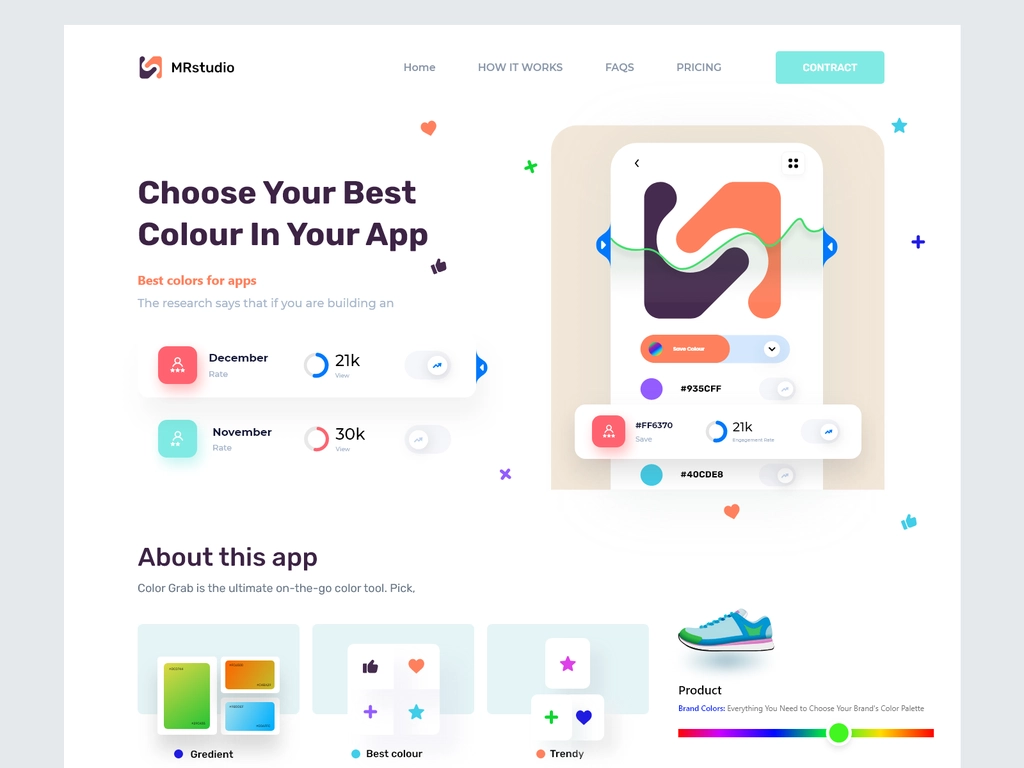 MRstudio
Home
HOW IT WORKS
FAQS
PRICING
CONTRACT
Choose Your Best
Colour In Your App
Best colors for apps
The research says that if you are building an
December
Rate
21k
View
November
Rate
30k
View
Save Colour
#935CFF
#FF6370
Save
21k
Engagement Rate
#40CDE8
About this app
Color Grab is the ultimate on-the-go color tool. Pick,
Gredient
Best colour
Trendy
Product
Brand Colors: Everything You Need to Choose Your Brand's Color Palette